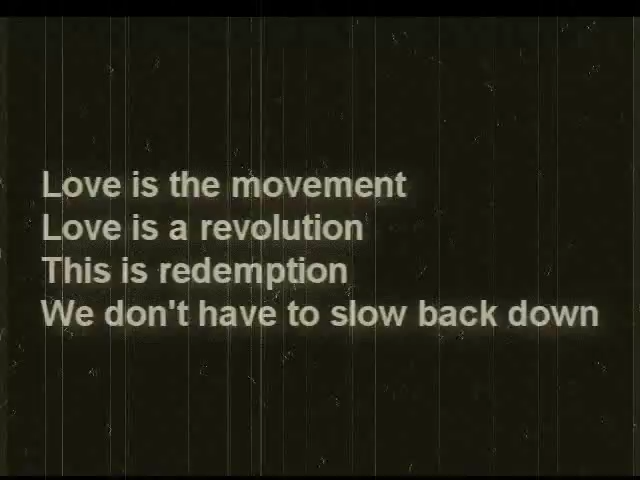 Love is the movement
Love is a revolution
This is redemption
We don't have to slow back down